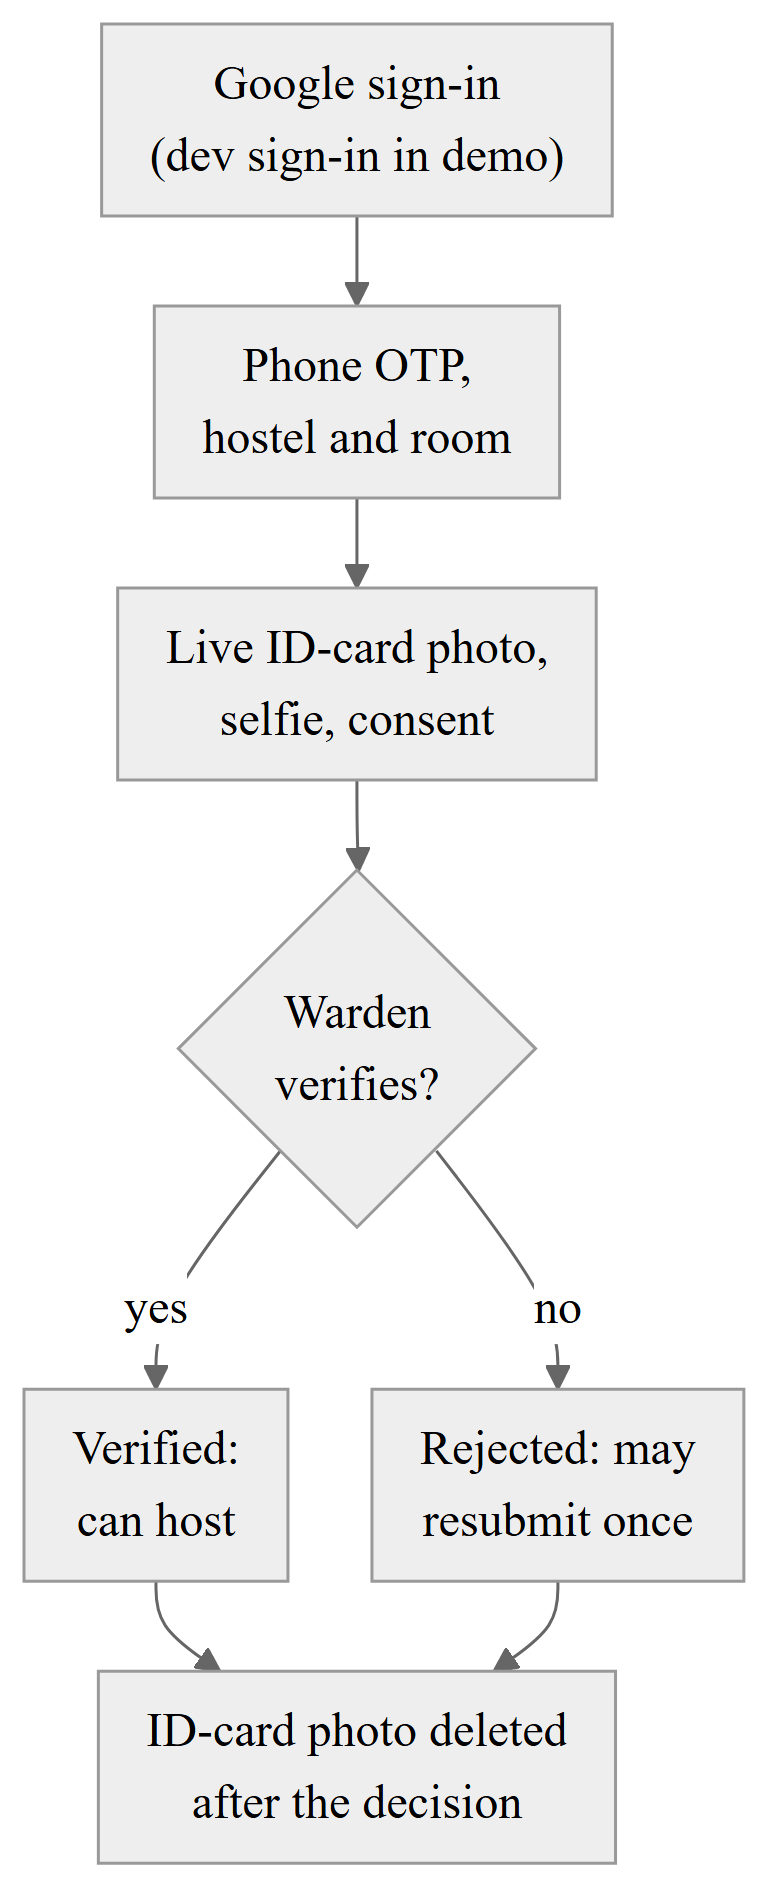 Google sign-in
(dev sign-in in demo)
Phone OTP,
hostel and room
Live ID-card photo,
selfie, consent
Warden
verifies?
yes
no
Verified:
can host
Rejected: may
resubmit once
ID-card photo deleted
after the decision